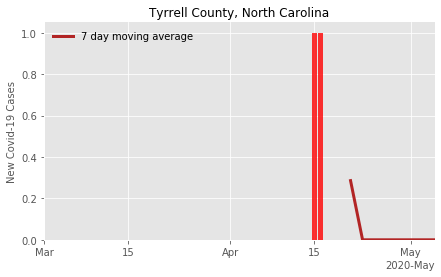 Tyrrell County, North Carolina
7 day moving average
New Covid-19 Cases
1.0
0.8
0.6
0.4
0.2
0.0
Mar 15 Apr 15 May
2020-May